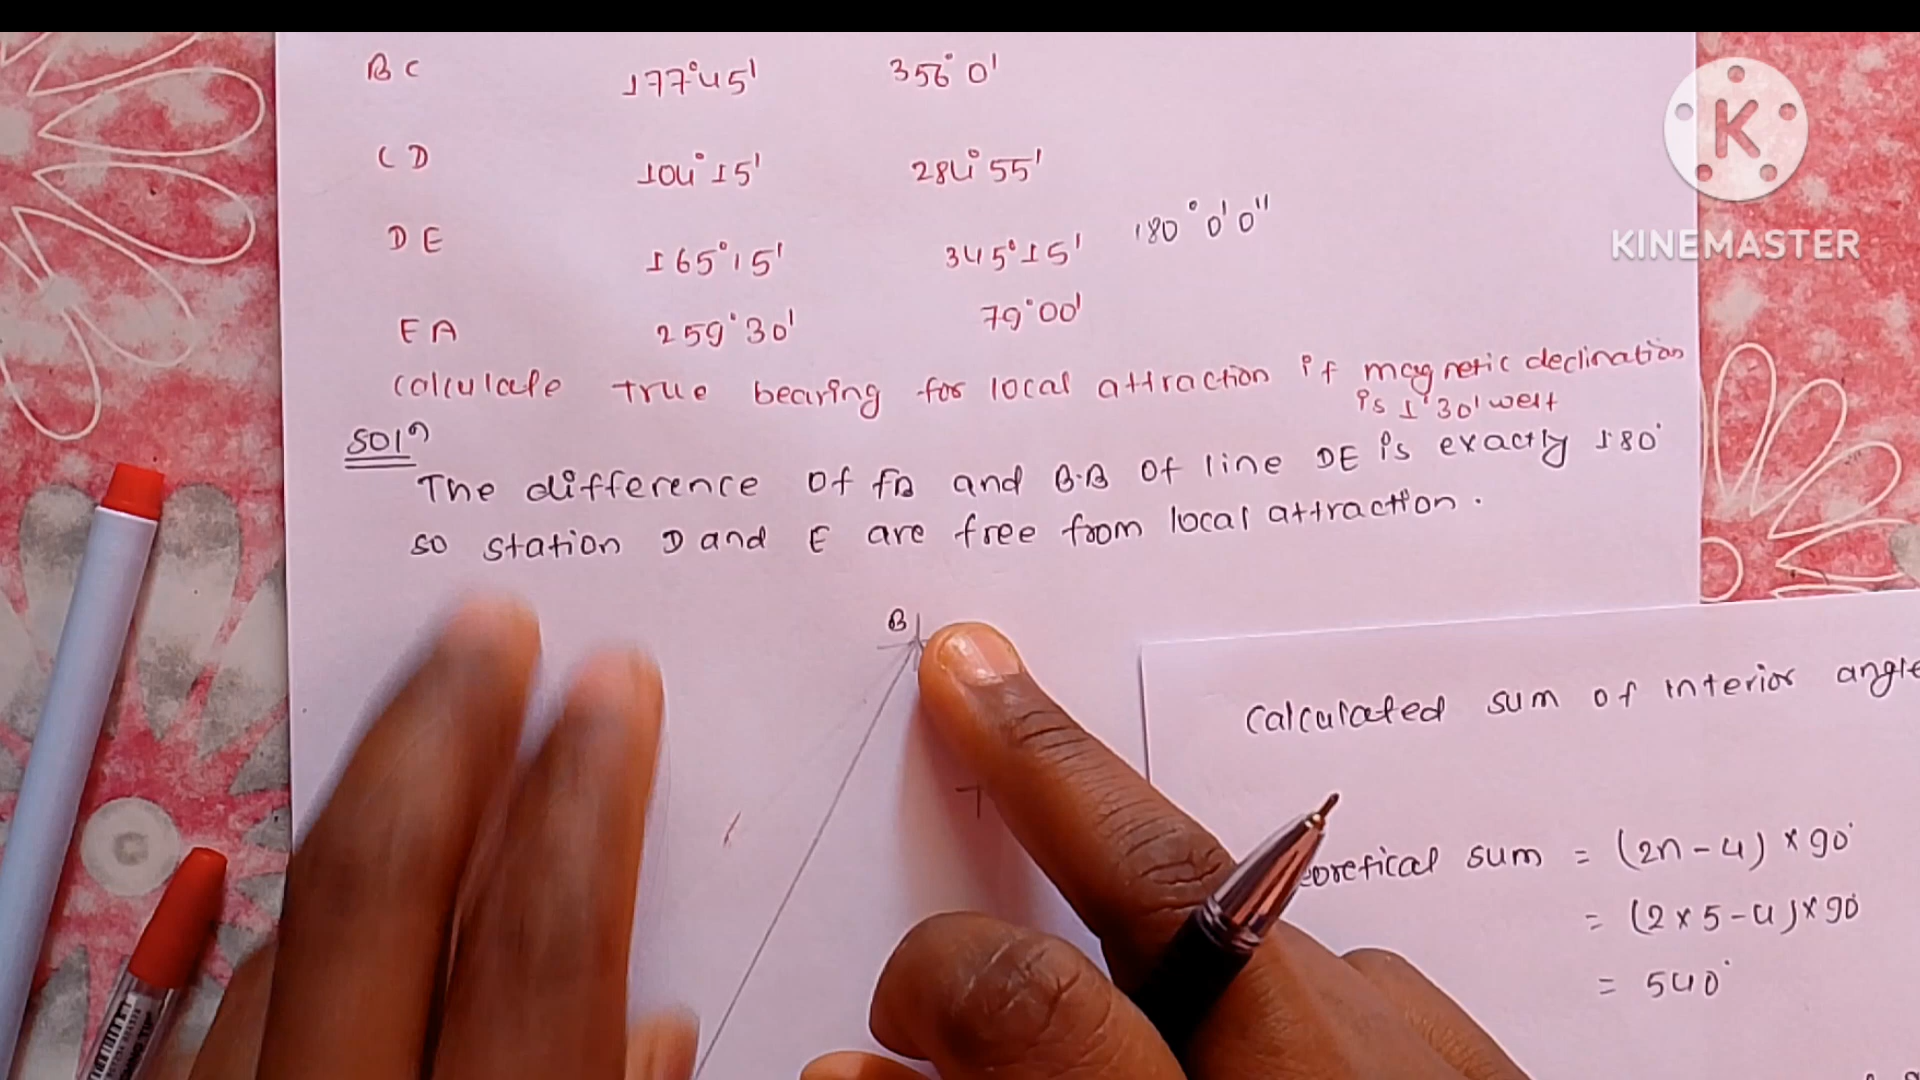 BC 177°45' 356°0'
CD 104°15' 284°55'
DE 165°15' 345°15' 180°0'0"
EA 259°30' 79°00'
calculate true bearing for local attraction if magnetic declination
is 1°30' west
Solⁿ
The difference of FB and B.B of line DE is exactly 180°
so station D and E are free from local attraction.
B
calculated sum of interior angle
eoretical sum = (2n-4) × 90°
= (2×5-4)×90
= 540°
K
KINEMASTER